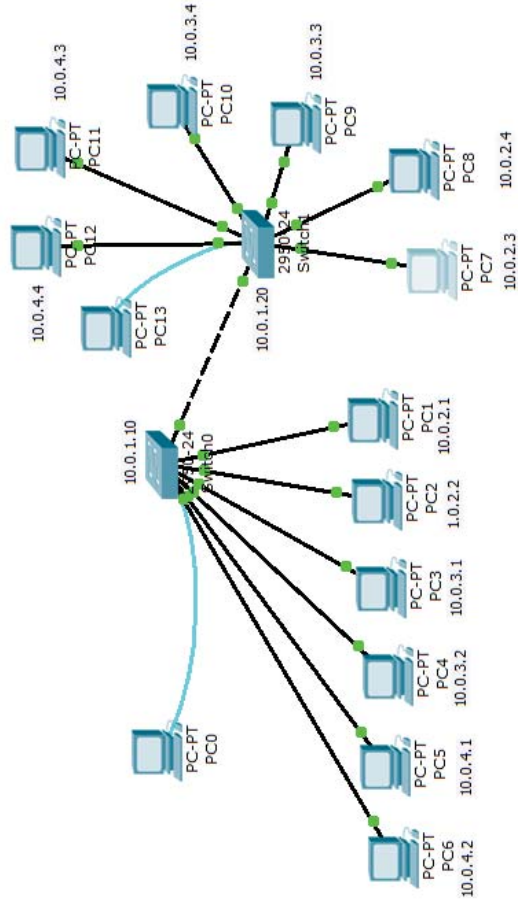 10.0.4.3
PC-PT
PC11
10.0.3.4
PC-PT
PC10
10.0.3.3
PC-PT
PC9
10.0.4.4
PC-PT
PC12
PC-PT
PC13
10.0.1.20
2950-24
Switch1
PC-PT
PC8
10.0.2.4
PC-PT
PC7
10.0.2.3
10.0.1.10
2950-24
Switch0
PC-PT
PC0
PC-PT
PC1
10.0.2.1
PC-PT
PC2
1.0.2.2
PC-PT
PC3
10.0.3.1
PC-PT
PC4
10.0.3.2
PC-PT
PC5
10.0.4.1
PC-PT
PC6
10.0.4.2